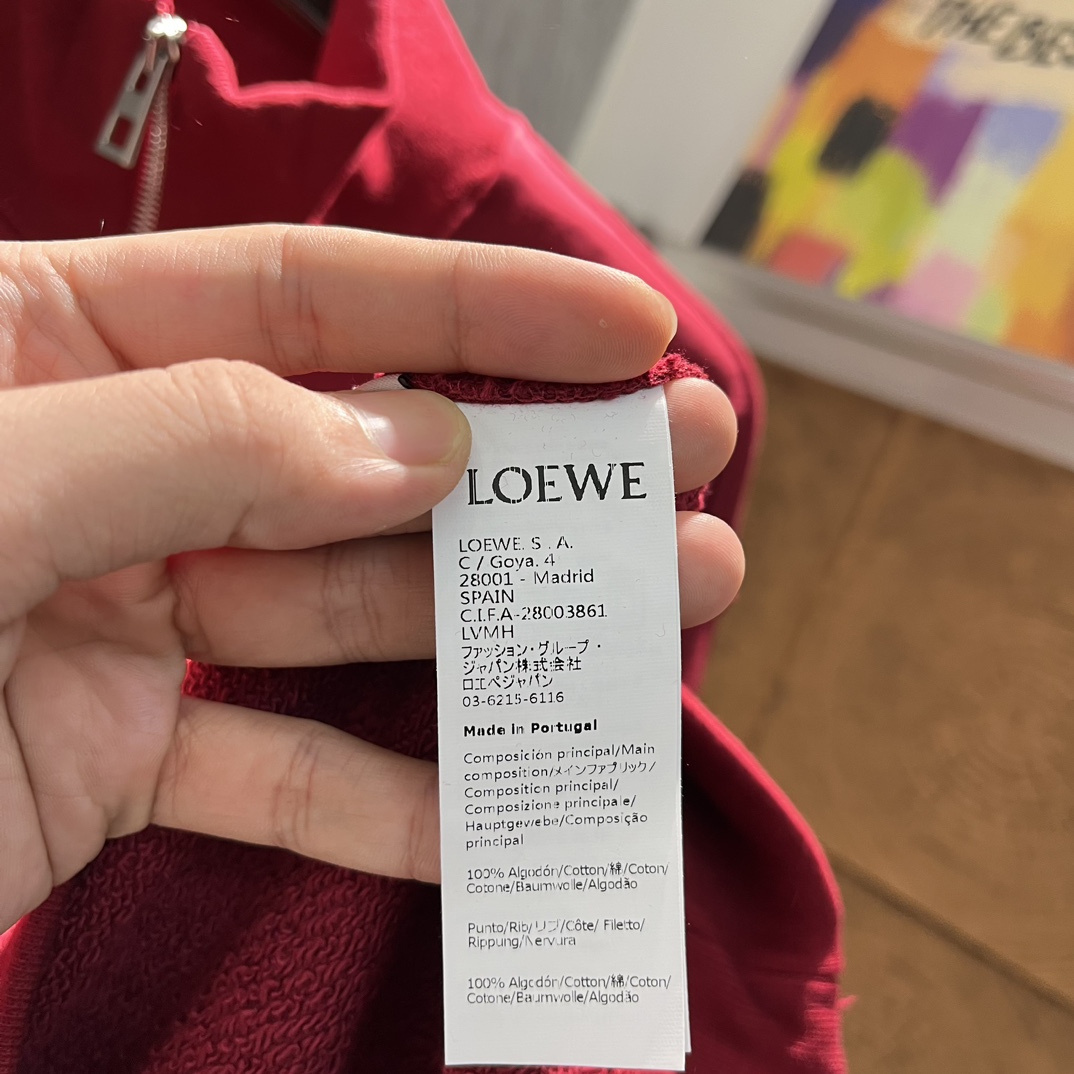 THE BE
LOEWE
LOEWE. S . A.
C / Goya. 4
28001 - Madrid
SPAIN
C.I.F.A-28003861
LVMH
ファッション・グループ・
ジャパン株式会社
ロエベジャパン
03-6215-6116
Made in Portugal
Composición principal/Main
composition/メインファブリック/
Composition principal/
Composizione principale/
Hauptgewebe/Composição
principal
100% Algodón/Cotton/綿/Coton/
Cotone/Baumwolle/Algodão
Punto/Rib/リブ/Côte/ Filetto/
Rippung/Nervura
100% Algodón/Cotton/綿/Coton/
Cotone/Baumwolle/Algodão